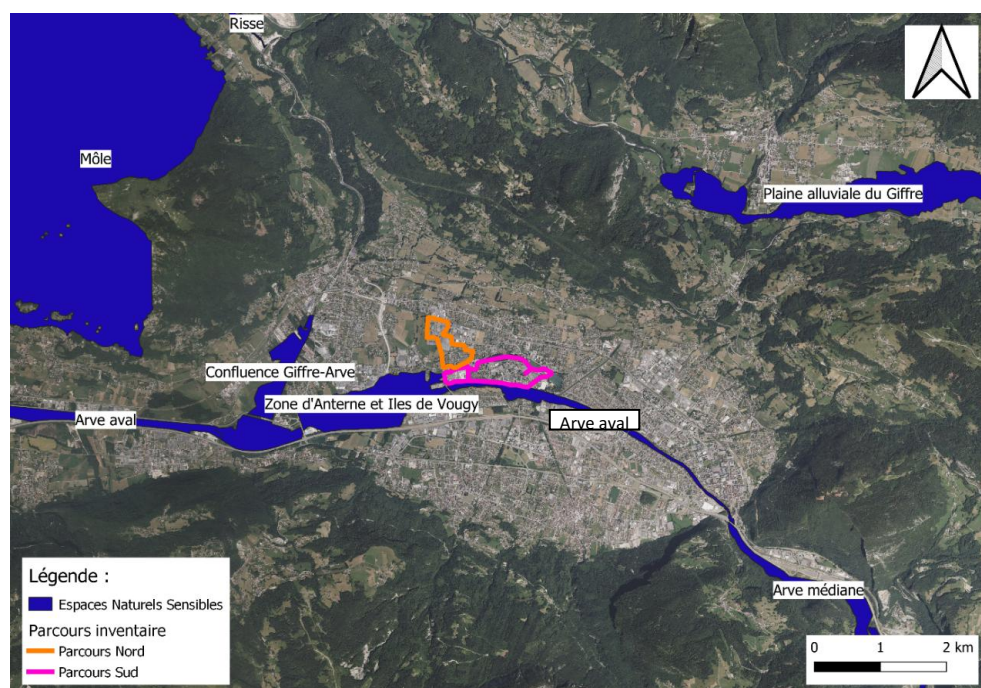 Risse
Môle
Plaine alluviale du Giffre
Confluence Giffre-Arve
Zone d'Anterne et Iles de Vougy
Arve aval
Arve aval
Arve médiane
Légende :
Espaces Naturels Sensibles
Parcours inventaire
Parcours Nord
Parcours Sud
0 1 2 km